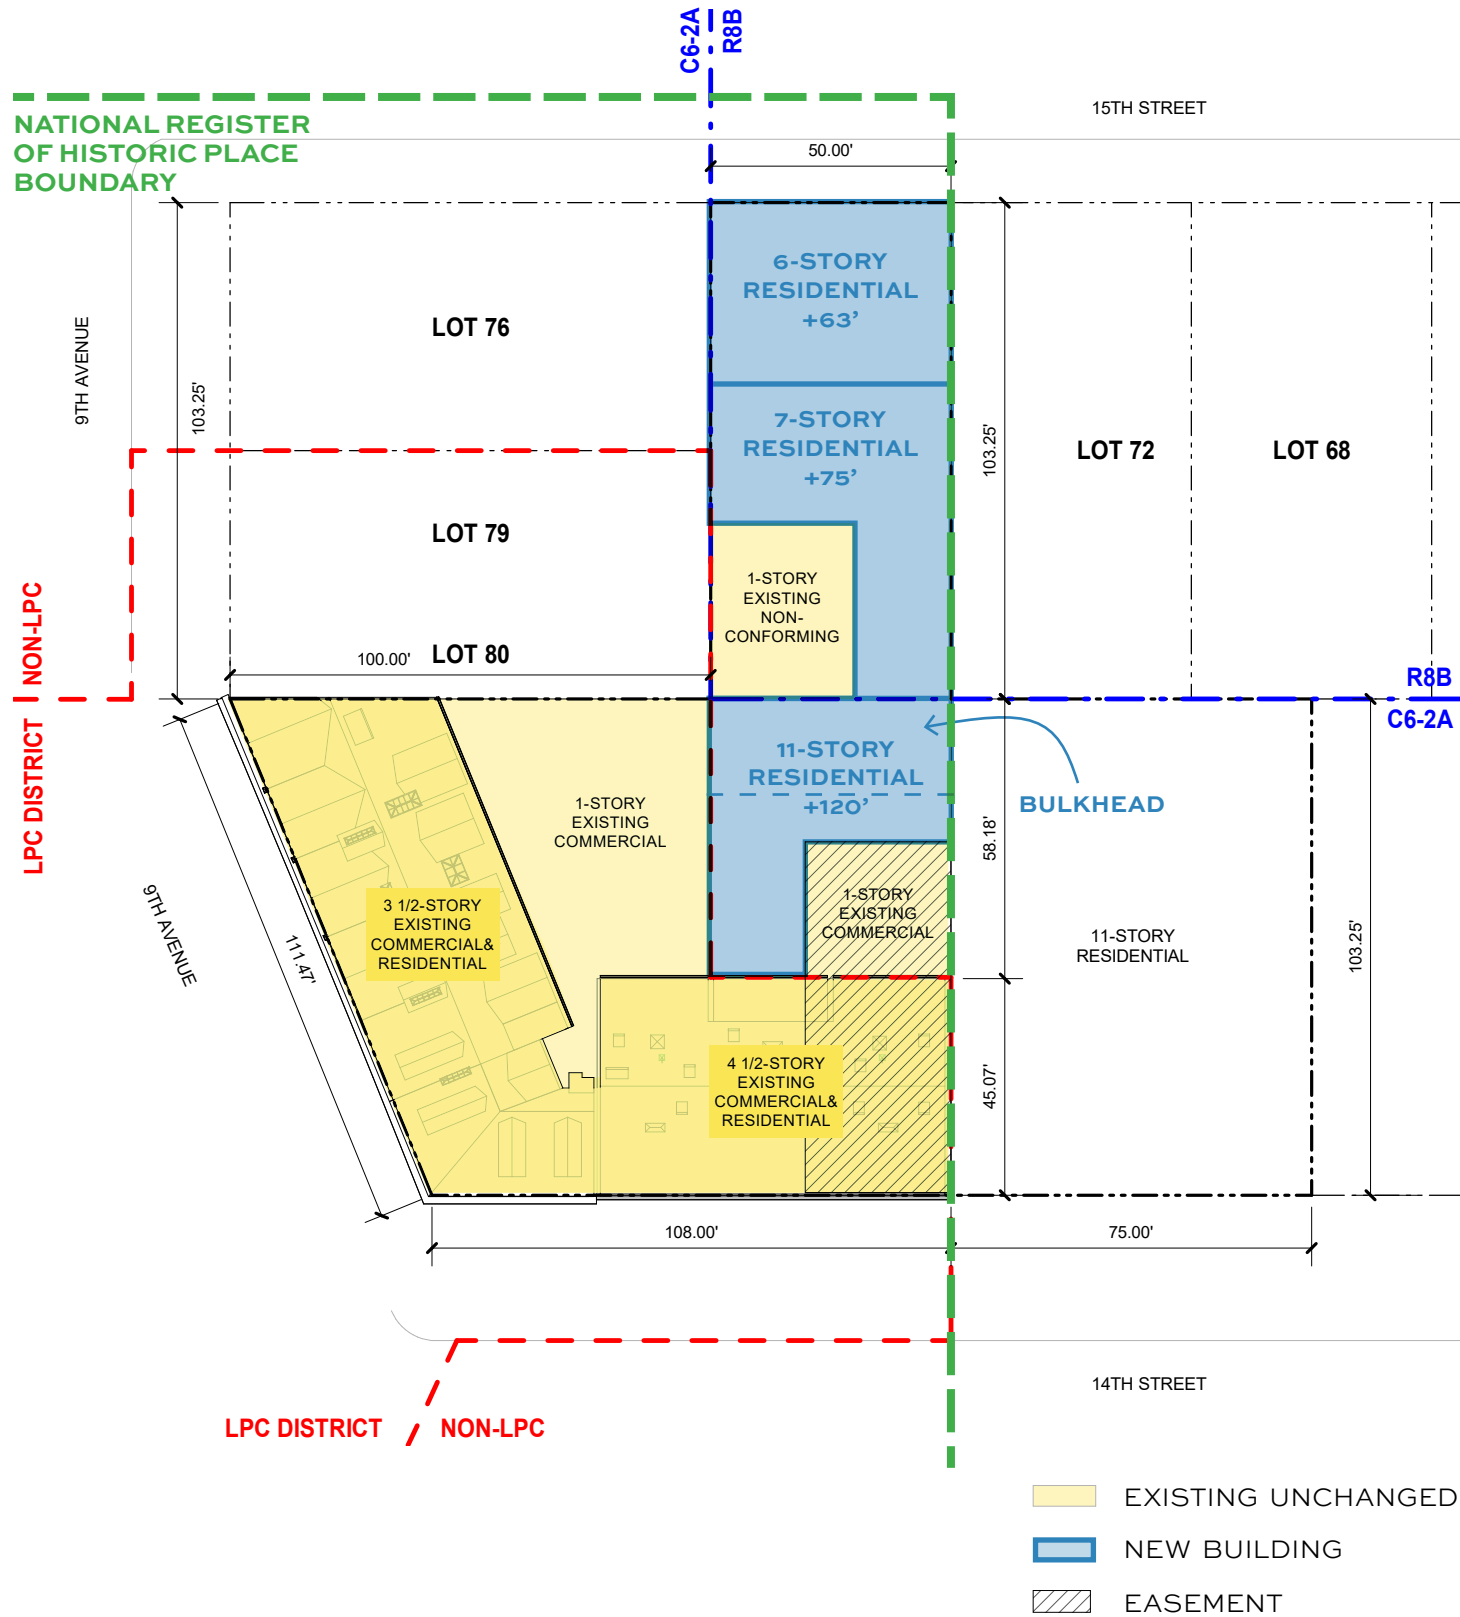 C6-2A
R8B
NATIONAL REGISTER
OF HISTORIC PLACE
BOUNDARY
15TH STREET
50.00'
6-STORY
RESIDENTIAL
+63’
LOT 76
9TH AVENUE
103.25'
7-STORY
RESIDENTIAL
+75’
103.25'
LOT 72
LOT 68
LOT 79
1-STORY
EXISTING
NON-
CONFORMING
NON-LPC
LPC DISTRICT
100.00'
LOT 80
R8B
C6-2A
11-STORY
RESIDENTIAL
+120’
BULKHEAD
1-STORY
EXISTING
COMMERCIAL
58.18'
9TH AVENUE
111.47'
3 1/2-STORY
EXISTING
COMMERCIAL&
RESIDENTIAL
1-STORY
EXISTING
COMMERCIAL
11-STORY
RESIDENTIAL
103.25'
4 1/2-STORY
EXISTING
COMMERCIAL&
RESIDENTIAL
45.07'
108.00'
75.00'
14TH STREET
LPC DISTRICT
NON-LPC
EXISTING UNCHANGED
NEW BUILDING
EASEMENT